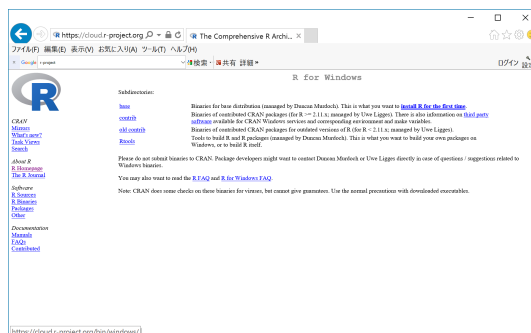 https://cloud.r-project.org
The Comprehensive R Archi...
ファイル(F) 編集(E) 表示(V) お気に入り(A) ツール(T) ヘルプ(H)
Google r-project
検索 共有 詳細 »
ログイン
R for Windows
R
Subdirectories:
base Binaries for base distribution (managed by Duncan Murdoch). This is what you want to install R for the first time.
contrib Binaries of contributed CRAN packages (for R >= 2.11.x; managed by Uwe Ligges). There is also information on third party
software available for CRAN Windows services and corresponding environment and make variables.
old contrib Binaries of contributed CRAN packages for outdated versions of R (for R < 2.11.x; managed by Uwe Ligges).
Rtools Tools to build R and R packages (managed by Duncan Murdoch). This is what you want to build your own packages on
Windows, or to build R itself.
Please do not submit binaries to CRAN. Package developers might want to contact Duncan Murdoch or Uwe Ligges directly in case of questions / suggestions related to
Windows binaries.
You may also want to read the R FAQ and R for Windows FAQ.
Note: CRAN does some checks on these binaries for viruses, but cannot give guarantees. Use the normal precautions with downloaded executables.
CRAN
Mirrors
What's new?
Task Views
Search
About R
R Homepage
The R Journal
Software
R Sources
R Binaries
Packages
Other
Documentation
Manuals
FAQs
Contributed
https://cloud.r-project.org/bin/windows/